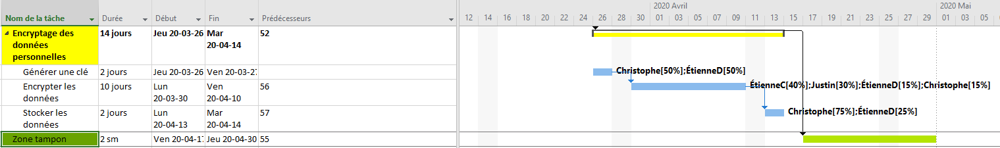 2020 Avril 2020 Mai
Nom de la tâche Durée Début Fin Prédécesseurs
12 14 16 18 20 22 24 26 28 30 01 03 05 07 09 11 13 15 17 19 21 23 25 27 29 01 03 05
Encryptage des données personnelles 14 jours Jeu 20-03-26 Mar 20-04-14 52
Générer une clé 2 jours Jeu 20-03-26 Ven 20-03-27
Christophe[50%];ÉtienneD[50%]
Encrypter les données 10 jours Lun 20-03-30 Ven 20-04-10 56
ÉtienneC[40%];Justin[30%];ÉtienneD[15%];Christophe[15%]
Stocker les données 2 jours Lun 20-04-13 Mar 20-04-14 57
Christophe[75%];ÉtienneD[25%]
Zone tampon 2 sm Ven 20-04-17 Jeu 20-04-30 55